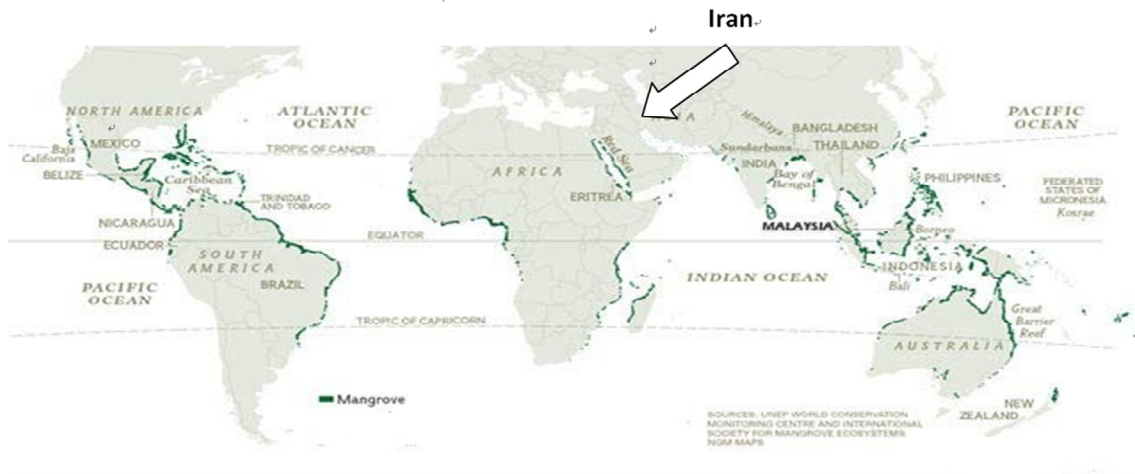 Iran
NORTH AMERICA
ATLANTIC
OCEAN
PACIFIC
OCEAN
Baja
California
MEXICO
BELIZE
TROPIC OF CANCER
Caribbean
Sea
TRINIDAD
AND TOBAGO
NICARAGUA
ECUADOR
SOUTH
AMERICA
BRAZIL
PACIFIC
OCEAN
EQUATOR
AFRICA
Red Sea
ERITREA
Himalaya
BANGLADESH
Sundarbans
THAILAND
INDIA
Bay of
Bengal
PHILIPPINES
FEDERATED
STATES OF
MICRONESIA
Kosrae
MALAYSIA
Borneo
INDONESIA
Bali
INDIAN OCEAN
TROPIC OF CAPRICORN
Great
Barrier
Reef
AUSTRALIA
NEW
ZEALAND
Mangrove
SOURCES: UNEP WORLD CONSERVATION
MONITORING CENTRE AND INTERNATIONAL
SOCIETY FOR MANGROVE ECOSYSTEMS
NGM MAPS